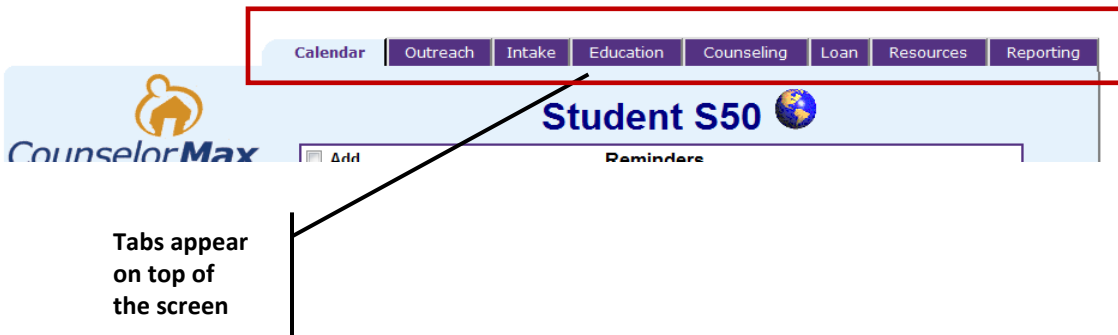 Calendar Outreach Intake Education Counseling Loan Resources Reporting
Student S50
CounselorMax
Add Reminders
Tabs appear
on top of
the screen